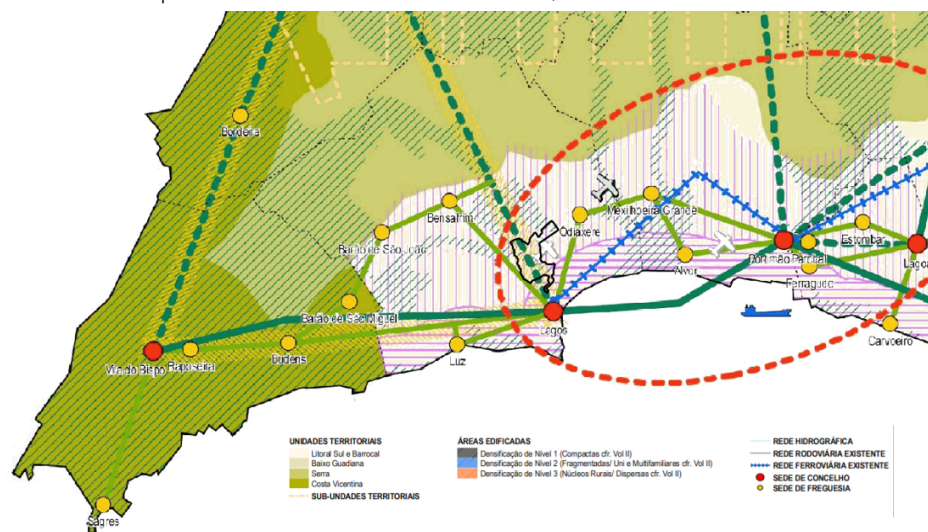 Bordeira
Bensafrim
Mexilhoeira Grande
Odiáxere
Barão de São João
Estombar
Portimão Parchal
Lagoa
Alvor
Ferragudo
Barão de São Miguel
Lagos
Carvoeiro
Vila do Bispo
Raposeira
Budens
Luz
Sagres
UNIDADES TERRITORIAIS
Litoral Sul e Barrocal
Baixo Guadiana
Serra
Costa Vicentina
SUB-UNIDADES TERRITORIAIS
ÁREAS EDIFICADAS
Densificação de Nível 1 (Compactas cfr. Vol II)
Densificação de Nível 2 (Fragmentadas/ Uni e Multifamiliares cfr. Vol II)
Densificação de Nível 3 (Núcleos Rurais/ Dispersas cfr. Vol II)
REDE HIDROGRÁFICA
REDE RODOVIÁRIA EXISTENTE
REDE FERROVIÁRIA EXISTENTE
SEDE DE CONCELHO
SEDE DE FREGUESIA